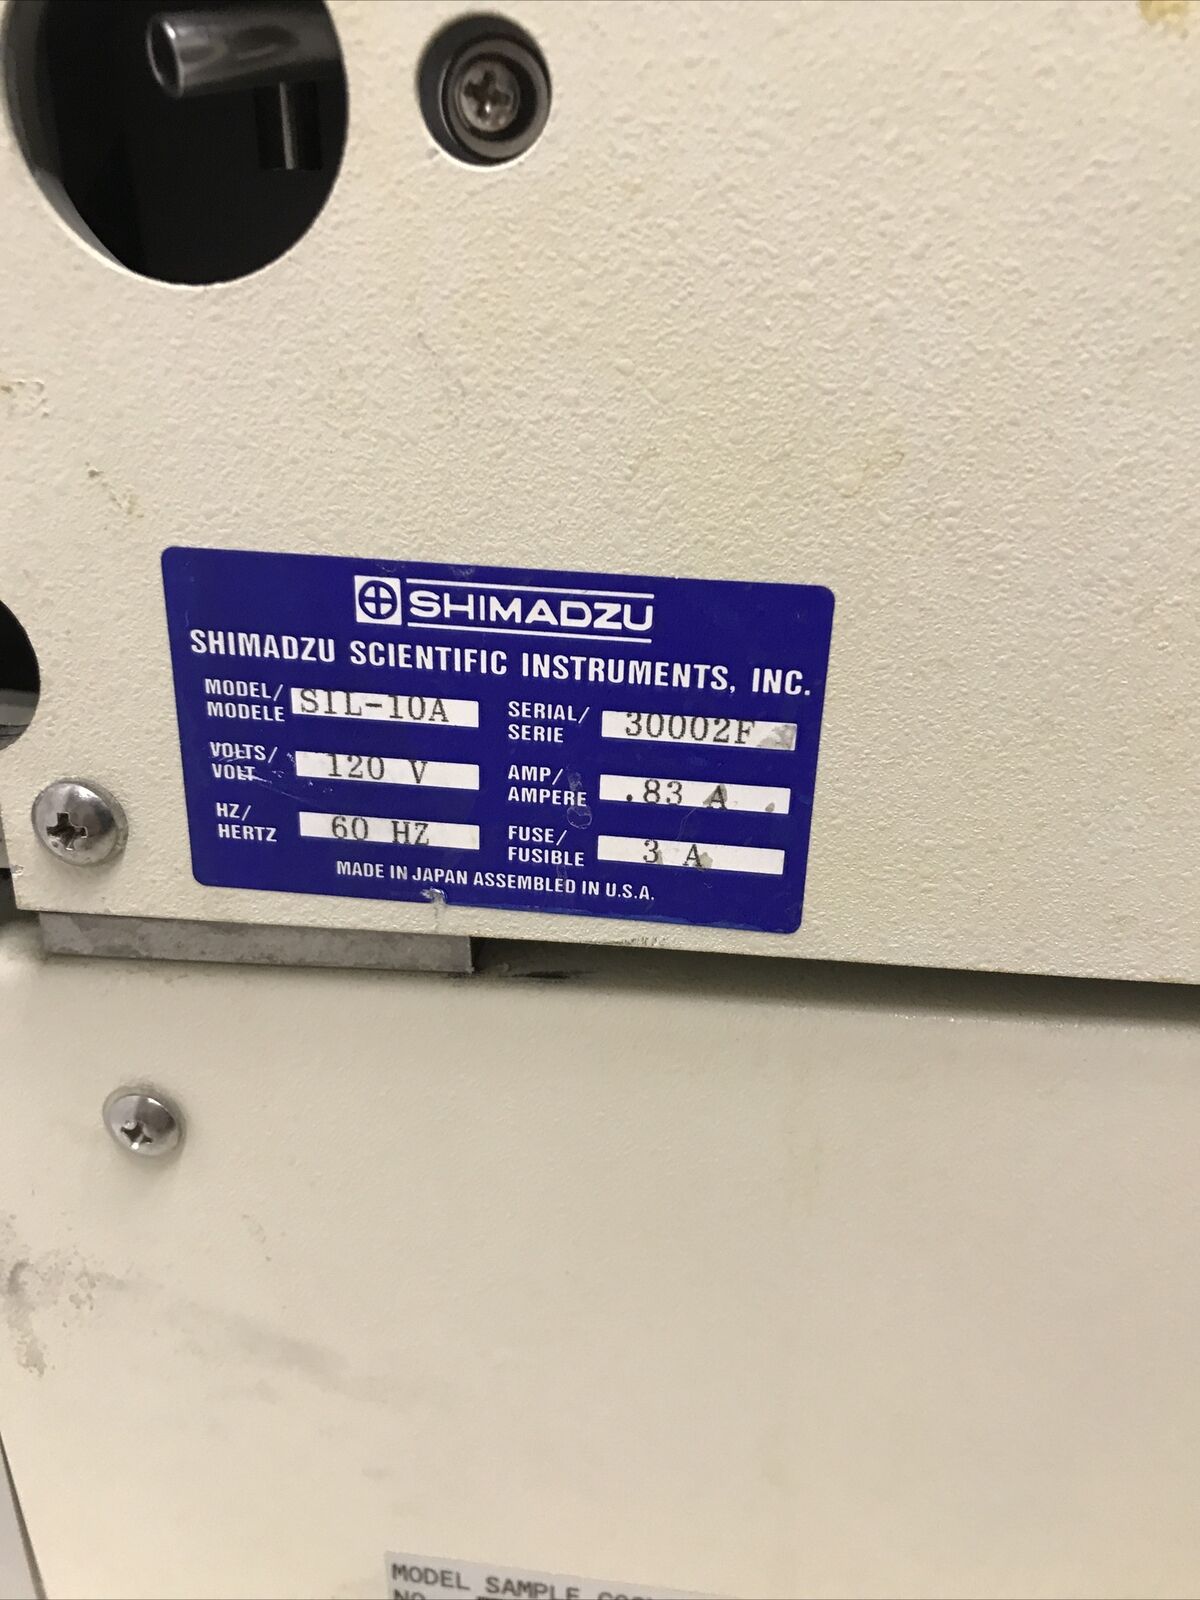 SHIMADZU
SHIMADZU SCIENTIFIC INSTRUMENTS, INC.
MODEL/
MODELE
SIL-10A
SERIAL/
SERIE
30002F
VOLTS/
VOLT
120 V
AMP/
AMPERE
.83 A
HZ/
HERTZ
60 HZ
FUSE/
FUSIBLE
3 A
MADE IN JAPAN ASSEMBLED IN U.S.A.
MODEL SAMPLE
NO